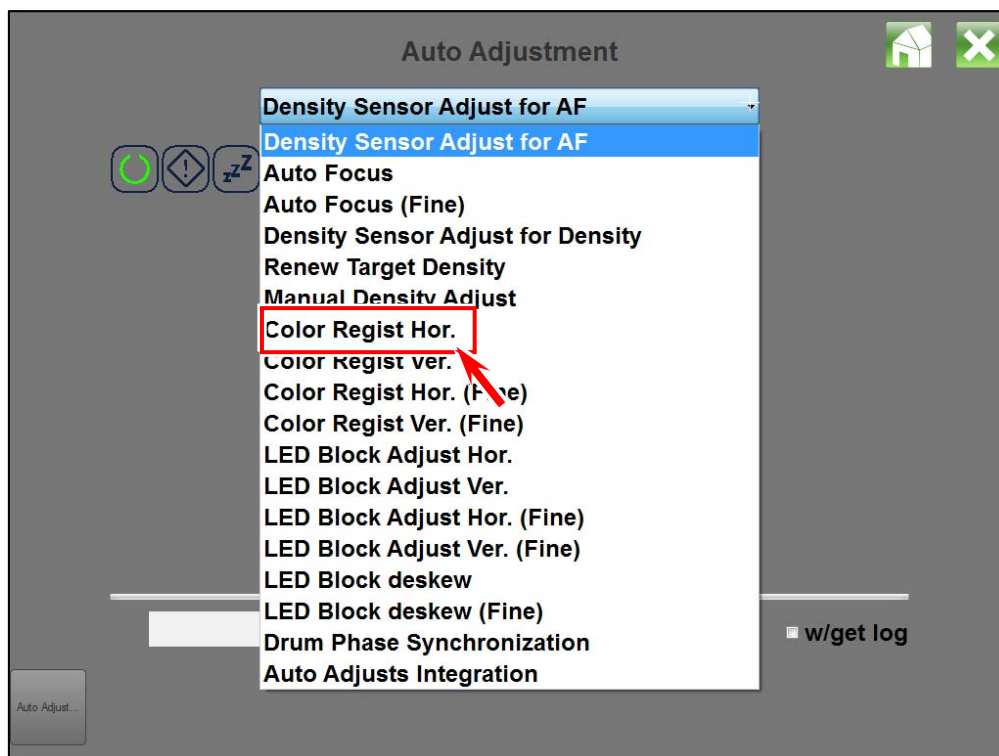 Auto Adjustment
Density Sensor Adjust for AF
Density Sensor Adjust for AF
zzZ
Auto Focus
Auto Focus (Fine)
Density Sensor Adjust for Density
Renew Target Density
Manual Density Adjust
Color Regist Hor.
Color Regist Ver.
Color Regist Hor. (Fine)
Color Regist Ver. (Fine)
LED Block Adjust Hor.
LED Block Adjust Ver.
LED Block Adjust Hor. (Fine)
LED Block Adjust Ver. (Fine)
LED Block deskew
LED Block deskew (Fine)
Drum Phase Synchronization
w/get log
Auto Adjusts Integration
Auto Adjust...